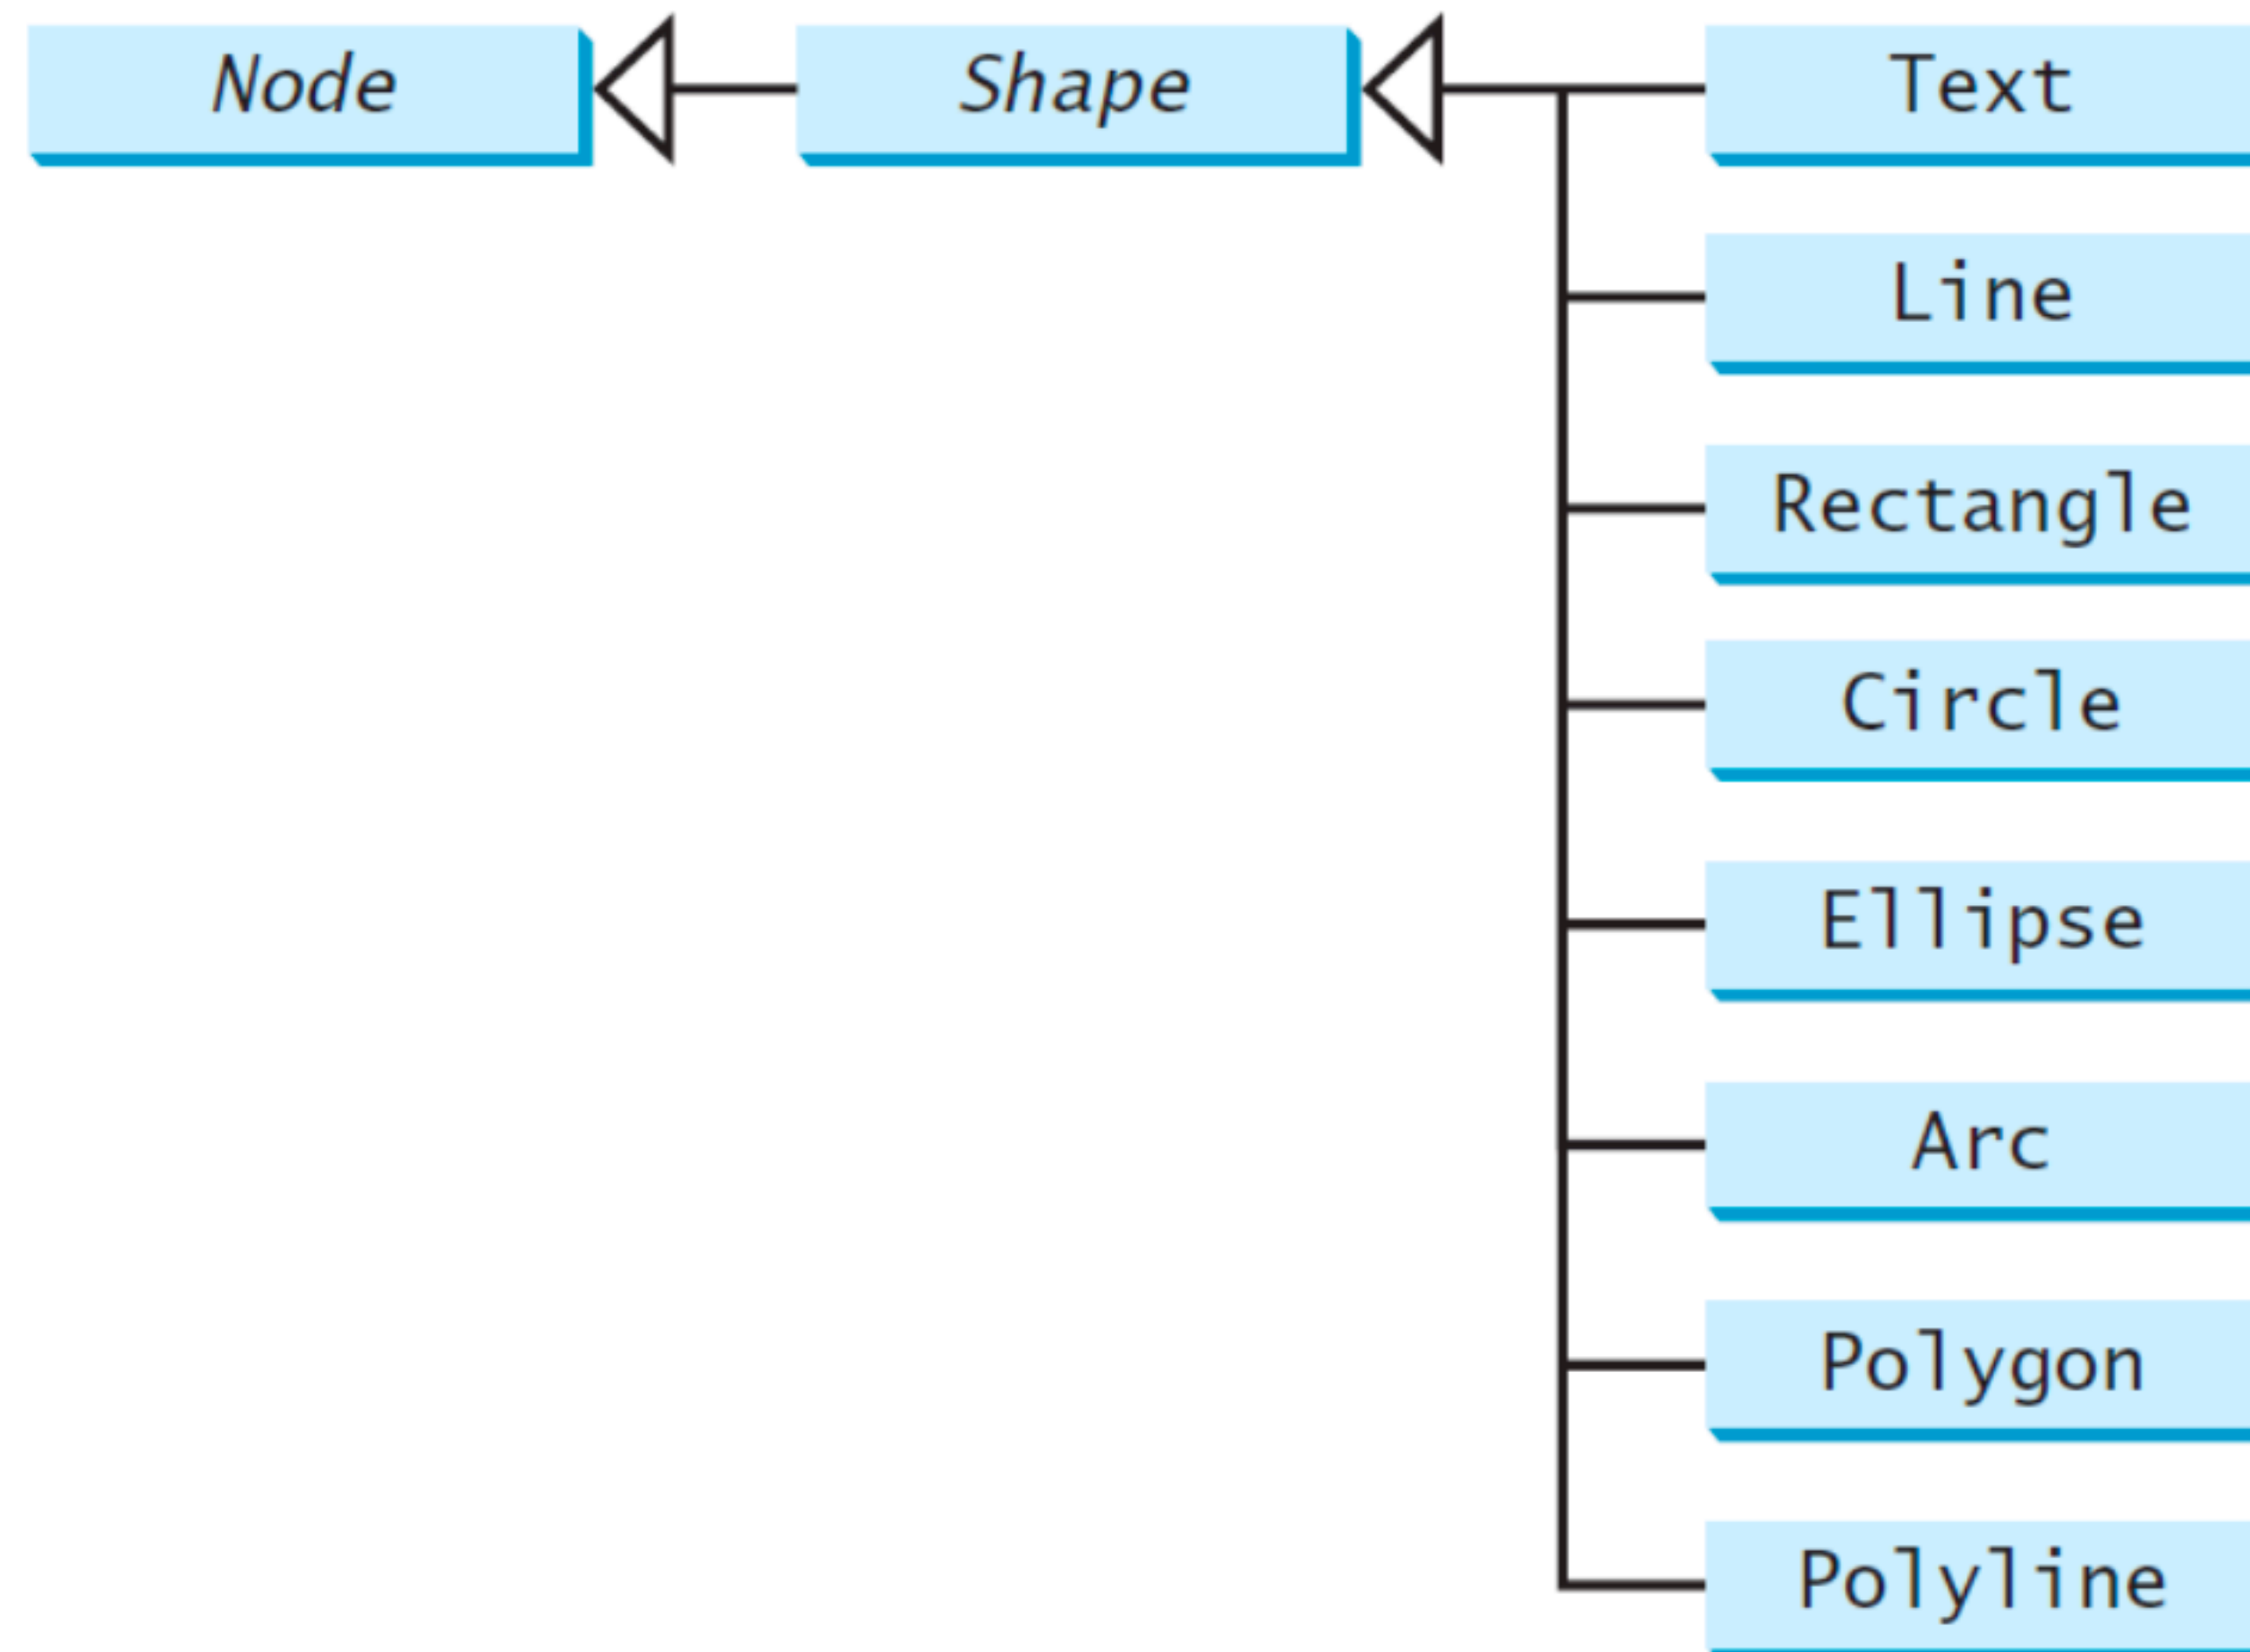 Node
Shape
Text
Line
Rectangle
Circle
Ellipse
Arc
Polygon
Polyline